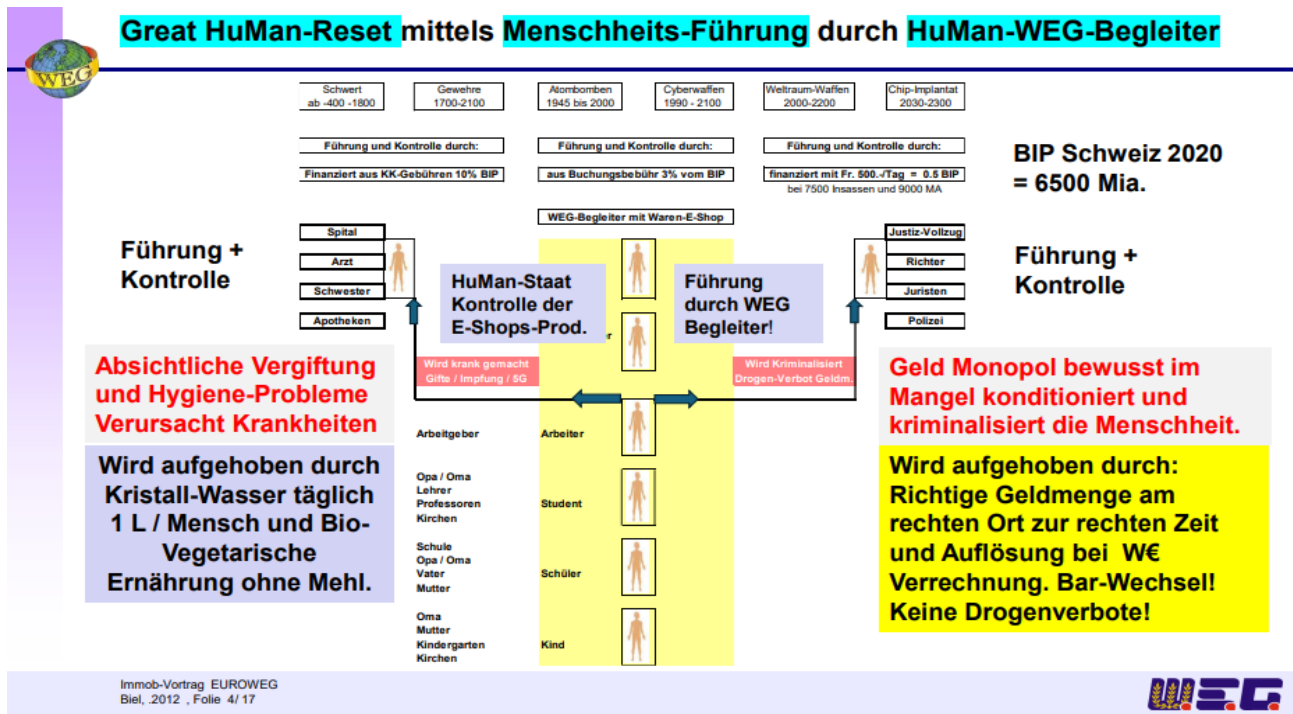 Great HuMan-Reset mittels Menschheits-Führung durch HuMan-WEG-Begleiter
WEG
Schwert
ab -400 -1800
Gewehre
1700-2100
Atombomben
1945 bis 2000
Cyberwaffen
1990 - 2100
Weltraum-Waffen
2000-2200
Chip-Implantat
2030-2300
Führung und Kontrolle durch:
Führung und Kontrolle durch:
Führung und Kontrolle durch:
Finanziert aus KK-Gebühren 10% BIP
aus Buchungsbebühr 3% vom BIP
finanziert mit Fr. 500.-/Tag = 0.5 BIP
bei 7500 Insassen und 9000 MA
BIP Schweiz 2020
= 6500 Mia.
WEG-Begleiter mit Waren-E-Shop
Führung +
Kontrolle
Spital
Arzt
Schwester
Apotheken
HuMan-Staat
Kontrolle der
E-Shops-Prod.
r
Führung
durch WEG
Begleiter!
Justiz-Vollzug
Richter
Juristen
Polizei
Führung +
Kontrolle
Absichtliche Vergiftung
und Hygiene-Probleme
Verursacht Krankheiten
Wird krank gemacht
Gifte / Impfung / 5G
Wird Kriminalisiert
Drogen-Verbot Geldm.
Geld Monopol bewusst im
Mangel konditioniert und
kriminalisiert die Menschheit.
Wird aufgehoben durch
Kristall-Wasser täglich
1 L / Mensch und Bio-
Vegetarische
Ernährung ohne Mehl.
Arbeitgeber
Arbeiter
Opa / Oma
Lehrer
Professoren
Kirchen
Student
Schule
Opa / Oma
Vater
Mutter
Schüler
Oma
Mutter
Kindergarten
Kirchen
Kind
Wird aufgehoben durch:
Richtige Geldmenge am
rechten Ort zur rechten Zeit
und Auflösung bei W€
Verrechnung. Bar-Wechsel!
Keine Drogenverbote!
Immob-Vortrag EUROWEG
Biel, .2012 , Folie 4/ 17
W.E.G.